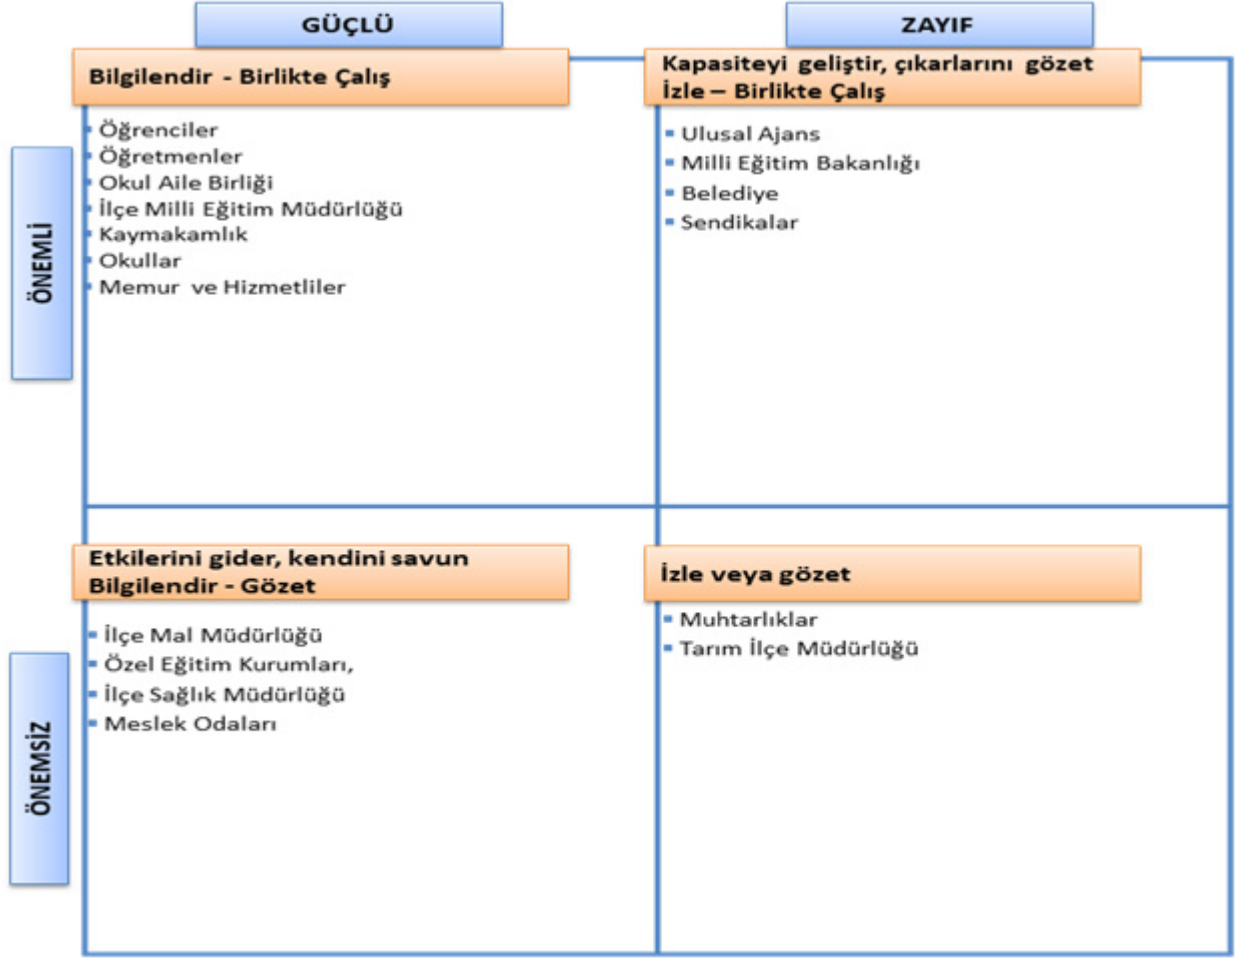 GÜÇLÜ
ZAYIF
ÖNEMLİ
Bilgilendir - Birlikte Çalış
Öğrenciler
Öğretmenler
Okul Aile Birliği
İlçe Milli Eğitim Müdürlüğü
Kaymakamlık
Okullar
Memur ve Hizmetliler
Kapasiteyi geliştir, çıkarlarını gözet
İzle – Birlikte Çalış
Ulusal Ajans
Milli Eğitim Bakanlığı
Belediye
Sendikalar
ÖNEMSİZ
Etkilerini gider, kendini savun
Bilgilendir - Gözet
İlçe Mal Müdürlüğü
Özel Eğitim Kurumları,
İlçe Sağlık Müdürlüğü
Meslek Odaları
İzle veya gözet
Muhtarlıklar
Tarım İlçe Müdürlüğü